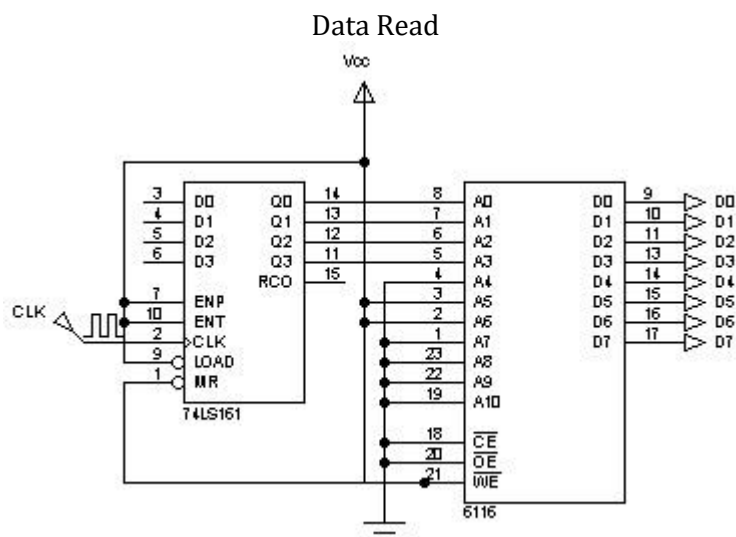 Data Read
Vcc
3 D0 Q0 14 8 A0 D0 9 D0
4 D1 Q1 13 7 A1 D1 10 D1
5 D2 Q2 12 6 A2 D2 11 D2
6 D3 Q3 11 5 A3 D3 13 D3
RCO 15 4 A4 D4 14 D4
7 ENP 3 A5 D5 15 D5
CLK 10 ENT 2 A6 D6 16 D6
2 CLK 1 A7 D7 17 D7
9 LOAD 23 A8
1 MR 22 A9
19 A10
74LS161
18 CE
20 OE
21 WE
6116